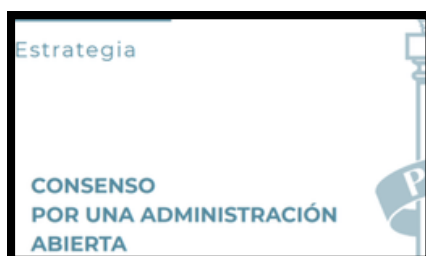 Estrategia
CONSENSO
POR UNA ADMINISTRACIÓN
ABIERTA
P